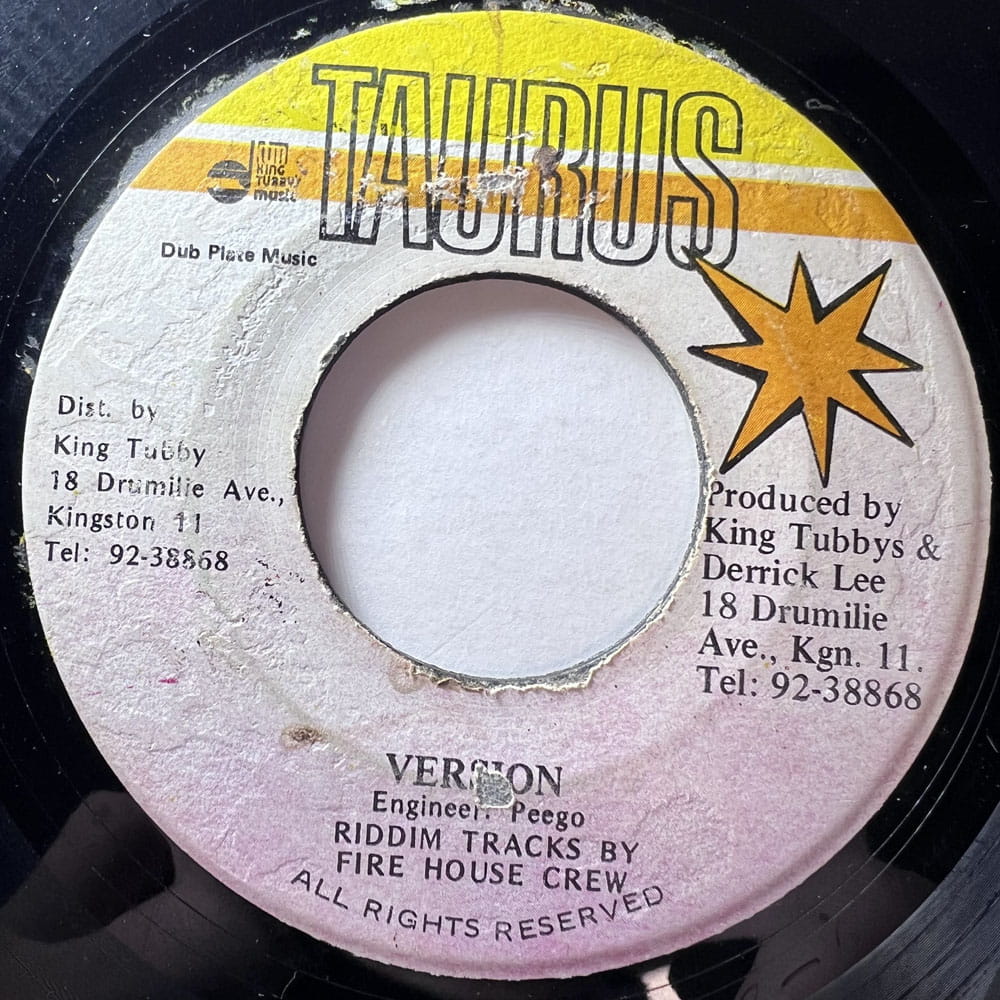 TAURUS
KING
TUBBY'S
music
Dub Plate Music
Dist. by
King Tubby
18 Drumilie Ave.,
Kingston 11
Tel: 92-38868
Produced by
King Tubbys &
Derrick Lee
18 Drumilie
Ave., Kgn. 11.
Tel: 92-38868
VERSION
Engineer: Peego
RIDDIM TRACKS BY
FIRE HOUSE CREW
ALL RIGHTS RESERVED